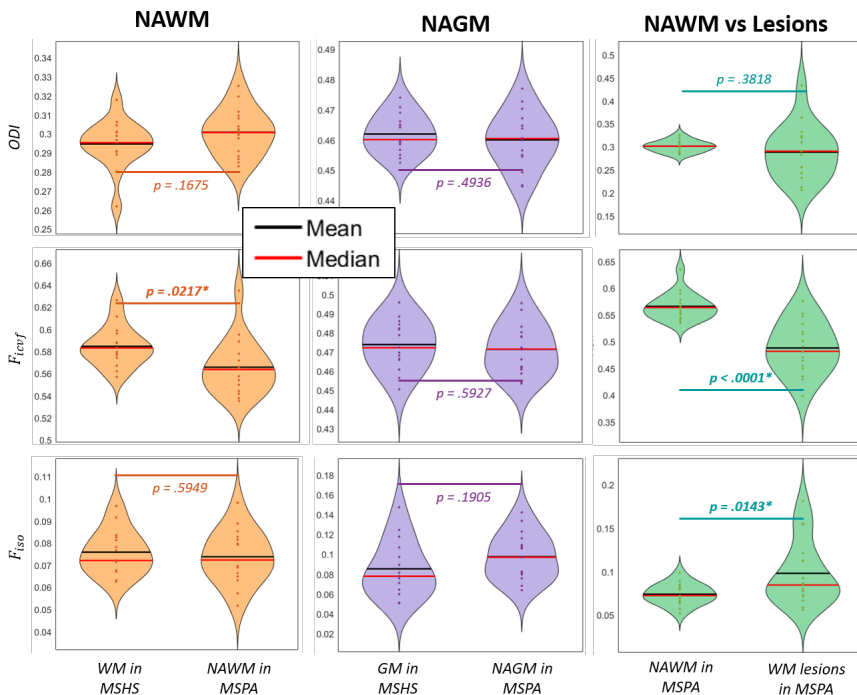 NAWM
NAGM
NAWM vs Lesions
ODI
0.34
0.33
0.32
0.31
0.3
0.29
0.28
0.27
0.26
0.25
p = .1675
0.49
0.48
0.47
0.46
0.45
0.44
p = .4936
0.5
0.45
0.4
0.35
0.3
0.25
0.2
0.15
p = .3818
Mean
Median
F_icvf
0.66
0.64
0.62
0.6
0.58
0.56
0.54
0.52
0.5
p = .0217*
0.5
0.49
0.48
0.47
0.46
0.45
0.44
0.43
p = .5927
0.65
0.6
0.55
0.5
0.45
0.4
0.35
p < .0001*
F_iso
0.11
0.1
0.09
0.08
0.07
0.06
0.05
0.04
p = .5949
0.18
0.16
0.14
0.12
0.1
0.08
0.06
0.04
0.02
p = .1905
0.2
0.15
0.1
0.05
p = .0143*
WM in
MSHS
NAWM in
MSPA
GM in
MSHS
NAGM in
MSPA
NAWM in
MSPA
WM lesions
in MSPA